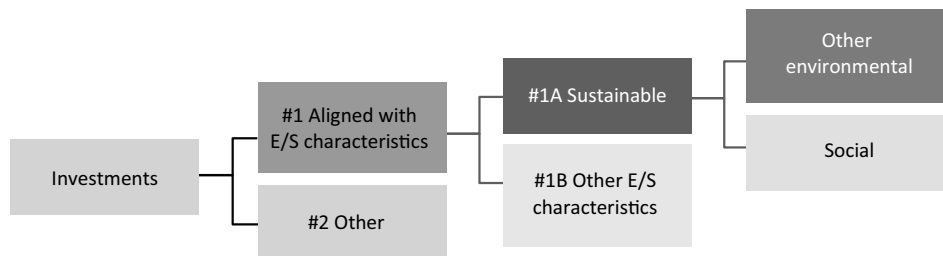 Investments
#1 Aligned with
E/S characteristics
#2 Other
#1A Sustainable
#1B Other E/S
characteristics
Other
environmental
Social